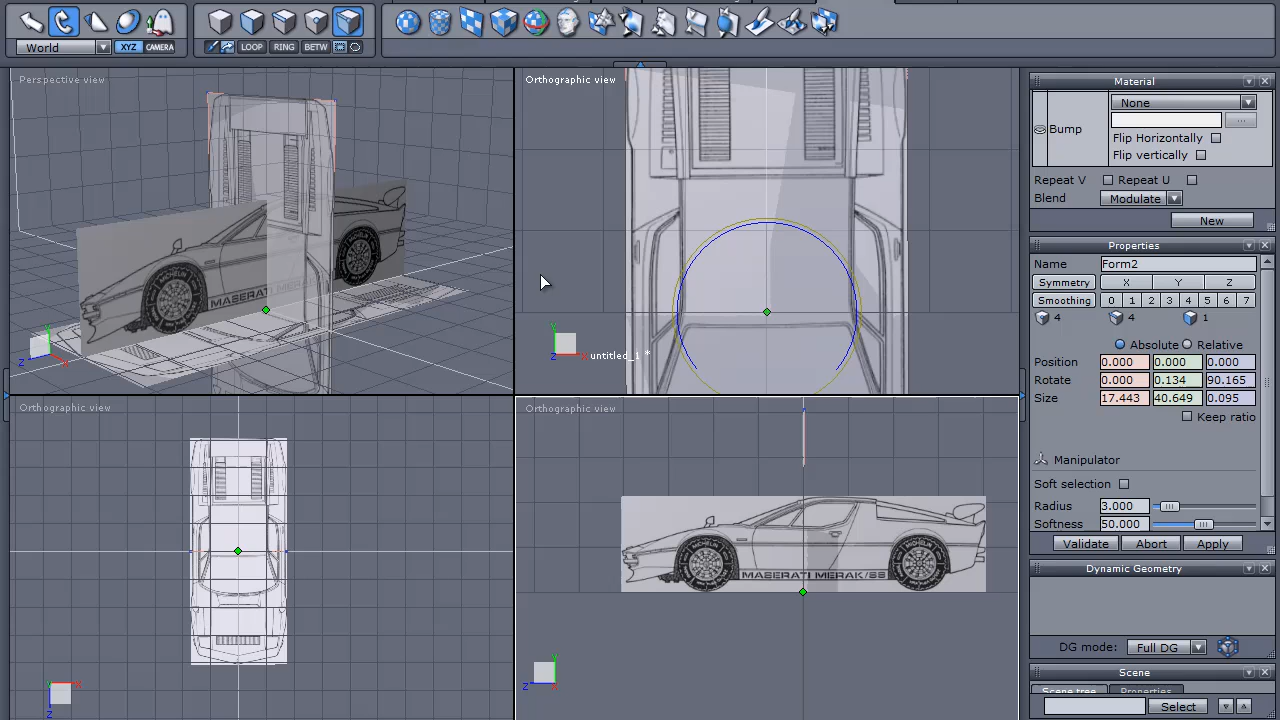 World
XYZ
CAMERA
LOOP
RING
BETW
Perspective view
MASERATI
Z
Y
X
Orthographic view
Y
Z
X
untitled_1 *
Orthographic view
Y
X
Z
Orthographic view
MASERATI MERAK/SS
Y
Z
X
Material
Bump
None
...
Flip Horizontally
Flip vertically
Repeat V
Repeat U
Blend
Modulate
New
Properties
Name
Form2
Symmetry
X
Y
Z
Smoothing
0 1 2 3 4 5 6 7
4
4
1
Absolute
Relative
Position
0.000
0.000
0.000
Rotate
0.000
0.134
90.165
Size
17.443
40.649
0.095
Keep ratio
Manipulator
Soft selection
Radius
3.000
Softness
50.000
Validate
Abort
Apply
Dynamic Geometry
DG mode:
Full DG
Scene
Scene tree
Properties
Select